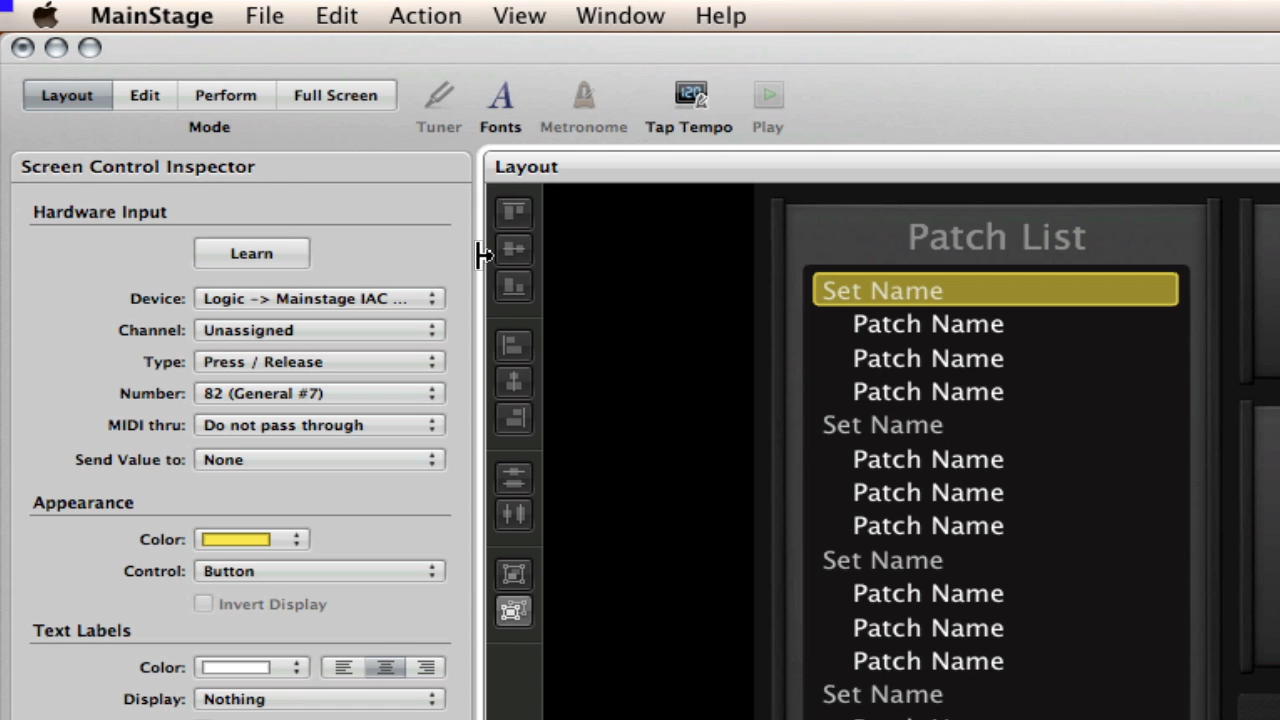 MainStage File Edit Action View Window Help
Layout Edit Perform Full Screen
Mode Tuner Fonts Metronome 120 Tap Tempo Play
Screen Control Inspector
Hardware Input
Learn
Device: Logic -> Mainstage IAC ...
Channel: Unassigned
Type: Press / Release
Number: 82 (General #7)
MIDI thru: Do not pass through
Send Value to: None
Appearance
Color:
Control: Button
Invert Display
Text Labels
Color:
Display: Nothing
Layout
Patch List
Set Name
Patch Name
Patch Name
Patch Name
Set Name
Patch Name
Patch Name
Patch Name
Set Name
Patch Name
Patch Name
Patch Name
Set Name